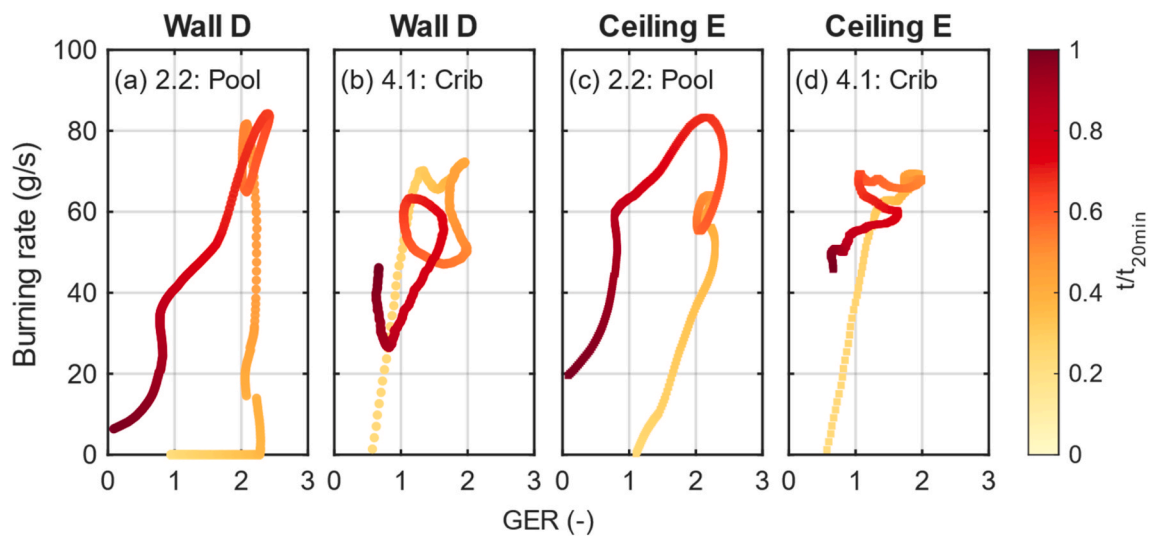 Wall D Wall D Ceiling E Ceiling E
(a) 2.2: Pool (b) 4.1: Crib (c) 2.2: Pool (d) 4.1: Crib
Burning rate (g/s)
100
80
60
40
20
0
0 1 2 3 0 1 2 3 0 1 2 3 0 1 2 3
GER (-)
1
0.8
0.6
0.4
0.2
0
t/t20min